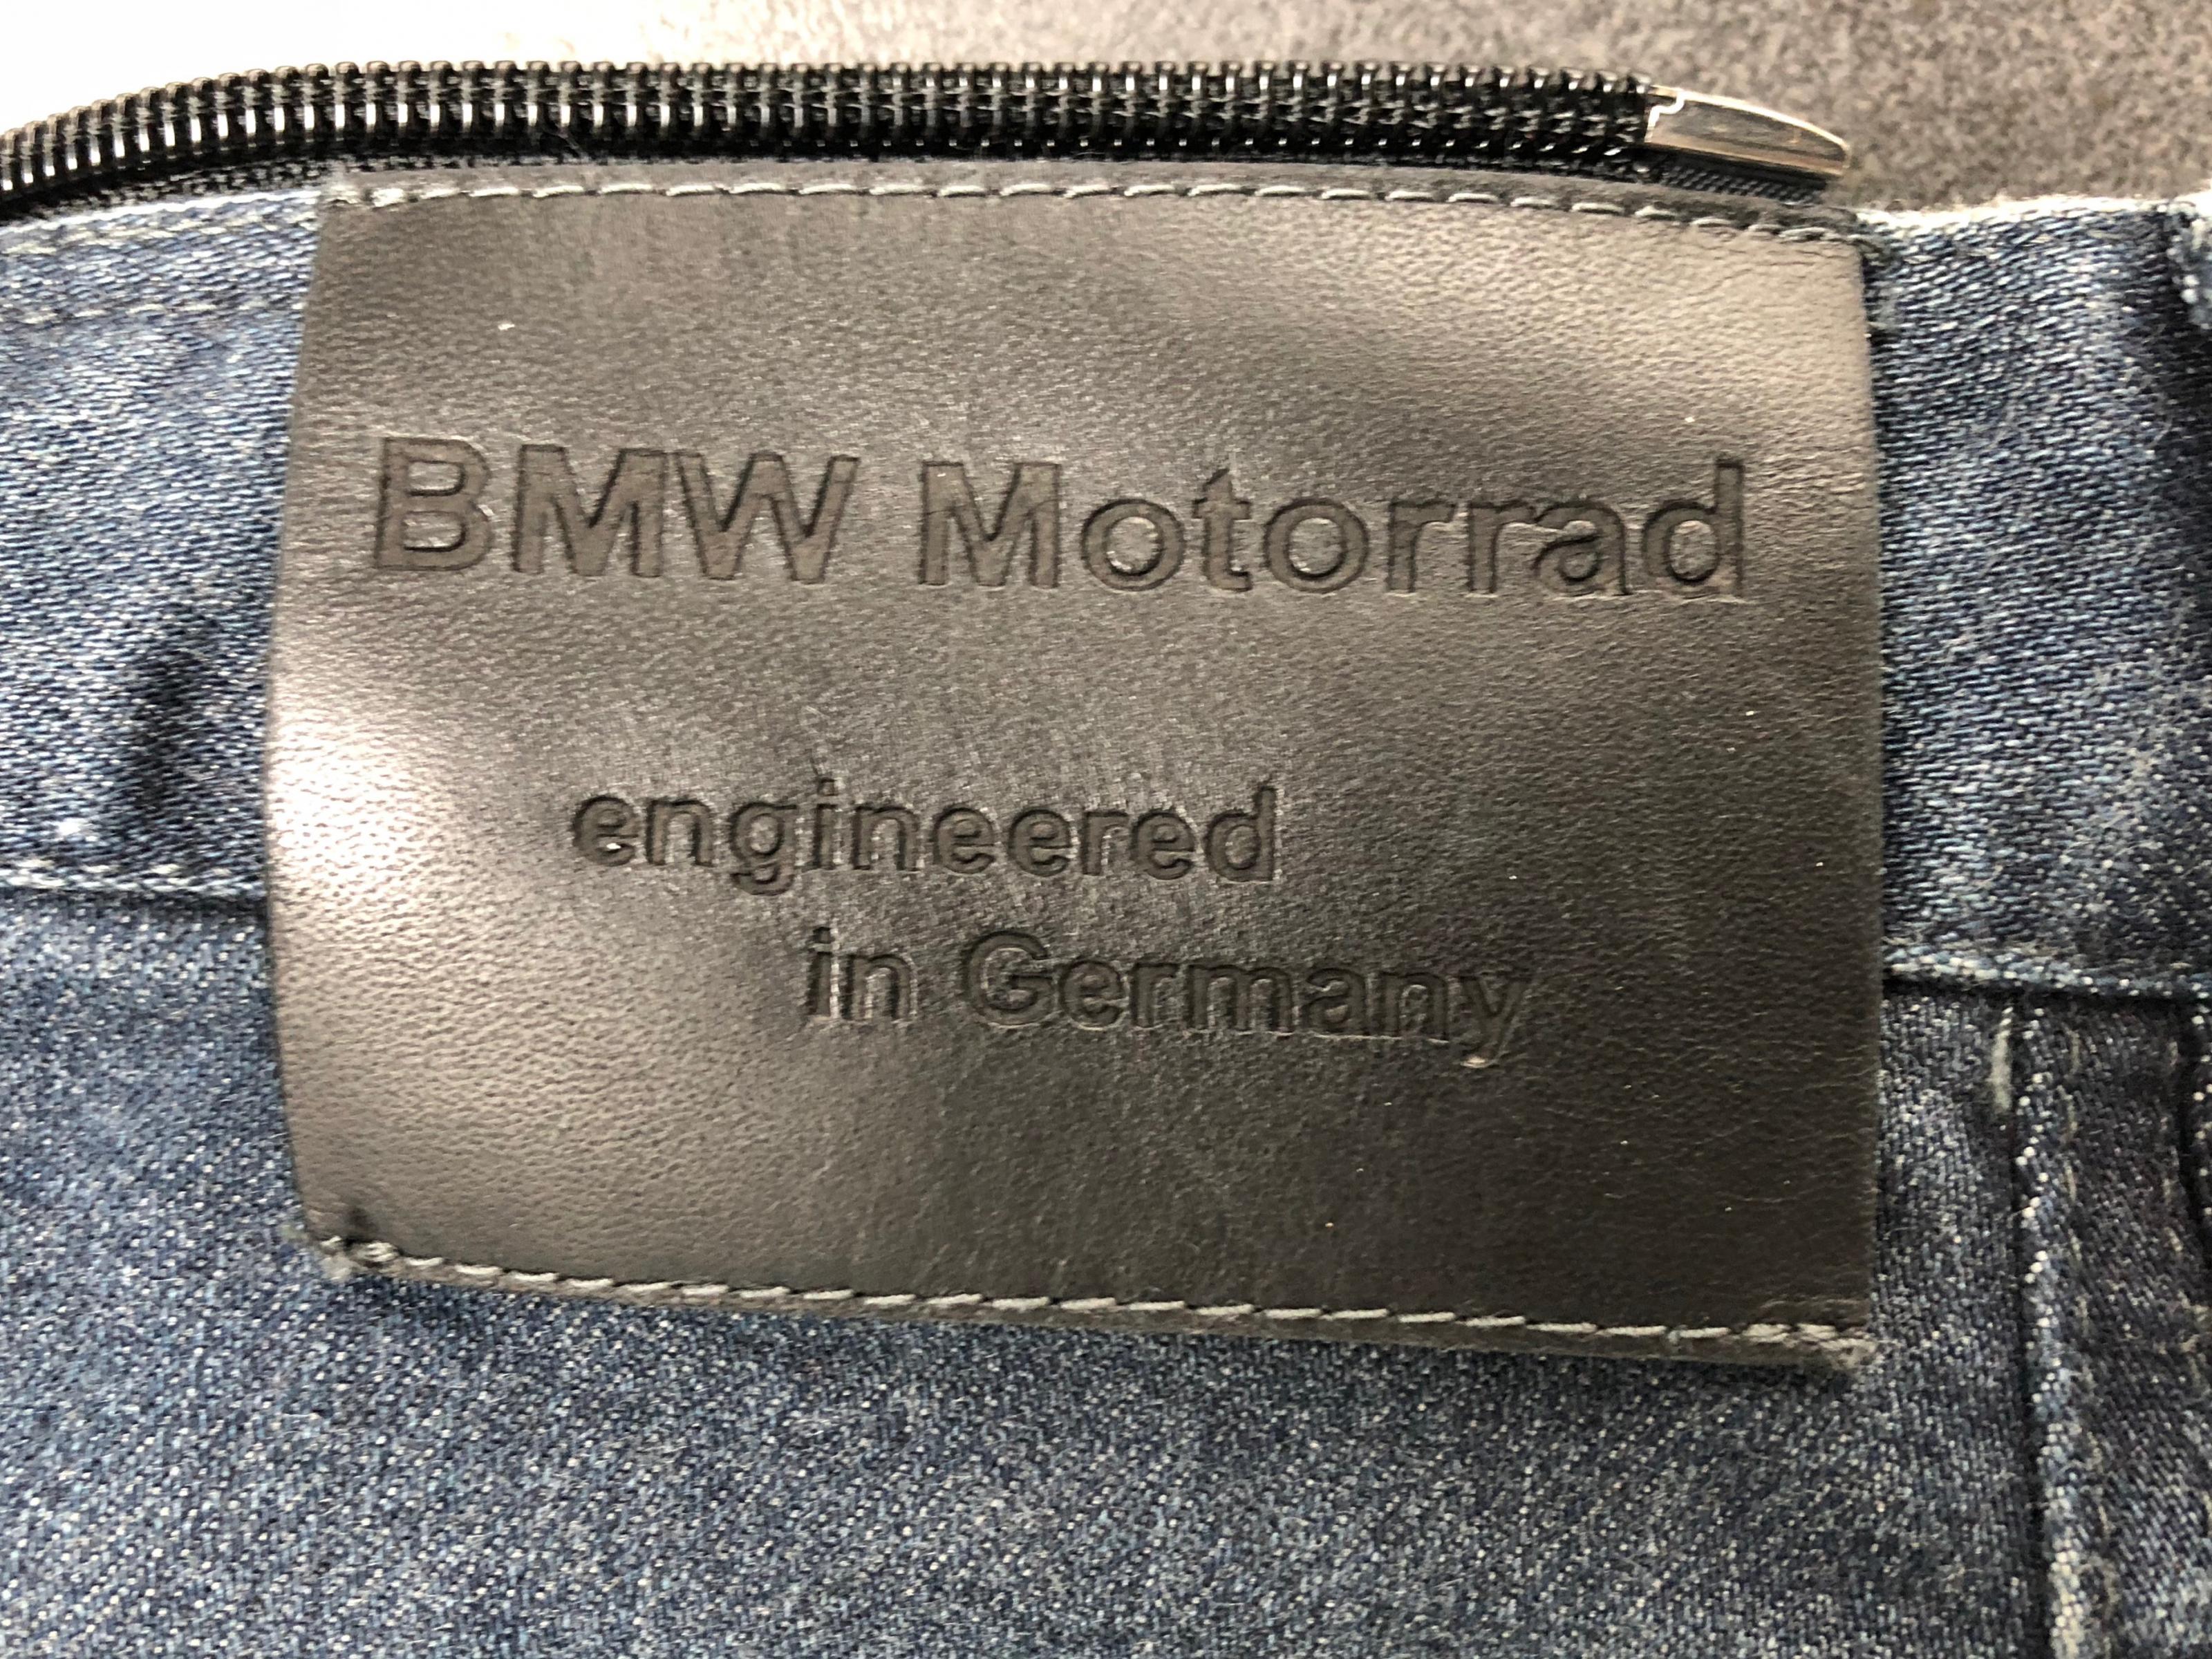 BMW Motorrad
engineered
in Germany